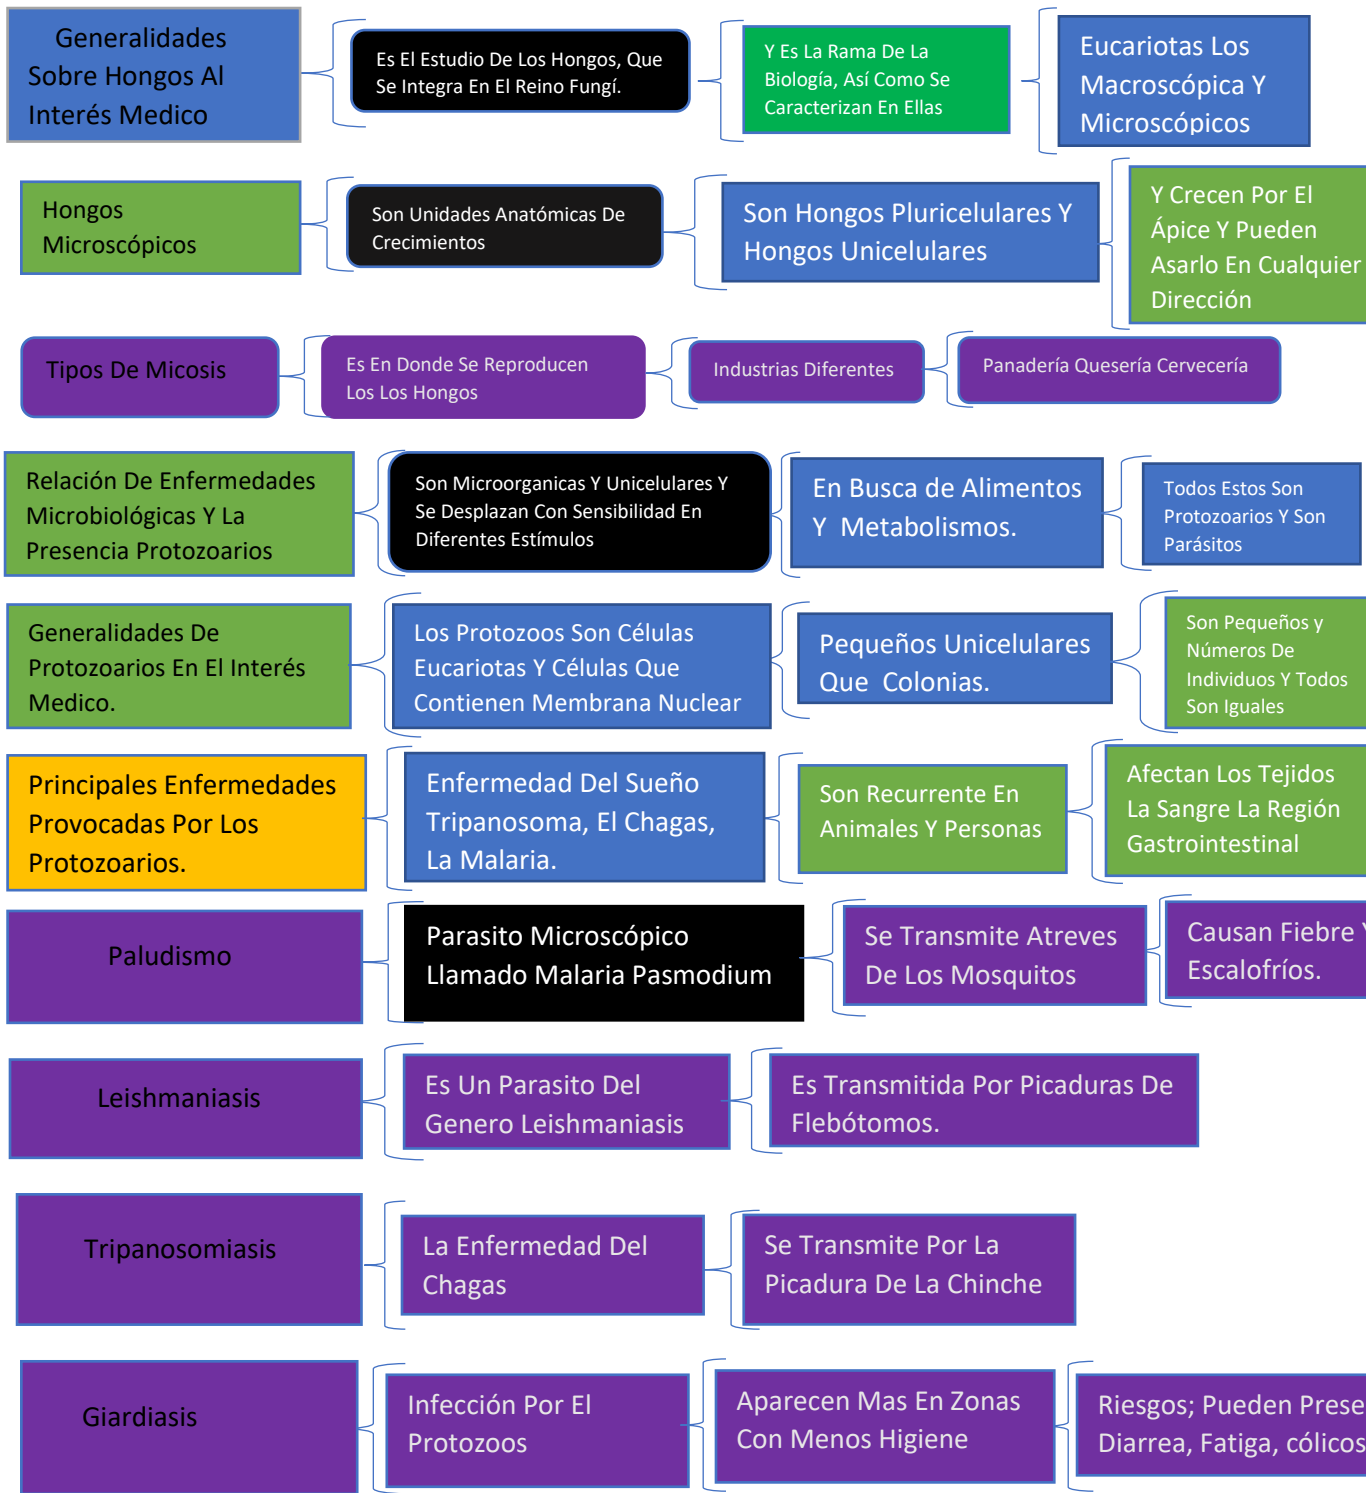 Generalidades
Sobre Hongos Al
Interés Medico
Es El Estudio De Los Hongos, Que
Se Integra En El Reino Fungí.
Y Es La Rama De La
Biología, Así Como Se
Caracterizan En Ellas
Eucariotas Los
Macroscópica Y
Microscópicos
Hongos
Microscópicos
Son Unidades Anatómicas De
Crecimientos
Son Hongos Pluricelulares Y
Hongos Unicelulares
Y Crecen Por El
Ápice Y Pueden
Asarlo En Cualquier
Dirección
Tipos De Micosis
Es En Donde Se Reproducen
Los Los Hongos
Industrias Diferentes
Panadería Quesería Cervecería
Relación De Enfermedades
Microbiológicas Y La
Presencia Protozoarios
Son Microorganicas Y Unicelulares Y
Se Desplazan Con Sensibilidad En
Diferentes Estímulos
En Busca de Alimentos
Y Metabolismos.
Todos Estos Son
Protozoarios Y Son
Parásitos
Generalidades De
Protozoarios En El Interés
Medico.
Los Protozoos Son Células
Eucariotas Y Células Que
Contienen Membrana Nuclear
Pequeños Unicelulares
Que Colonias.
Son Pequeños y
Números De
Individuos Y Todos
Son Iguales
Principales Enfermedades
Provocadas Por Los
Protozoarios.
Enfermedad Del Sueño
Tripanosoma, El Chagas,
La Malaria.
Son Recurrente En
Animales Y Personas
Afectan Los Tejidos
La Sangre La Región
Gastrointestinal
Paludismo
Parasito Microscópico
Llamado Malaria Pasmodium
Se Transmite Atreves
De Los Mosquitos
Causan Fiebre Y
Escalofríos.
Leishmaniasis
Es Un Parasito Del
Genero Leishmaniasis
Es Transmitida Por Picaduras De
Flebótomos.
Tripanosomiasis
La Enfermedad Del
Chagas
Se Transmite Por La
Picadura De La Chinche
Giardiasis
Infección Por El
Protozoos
Aparecen Mas En Zonas
Con Menos Higiene
Riesgos; Pueden Prese
Diarrea, Fatiga, cólicos